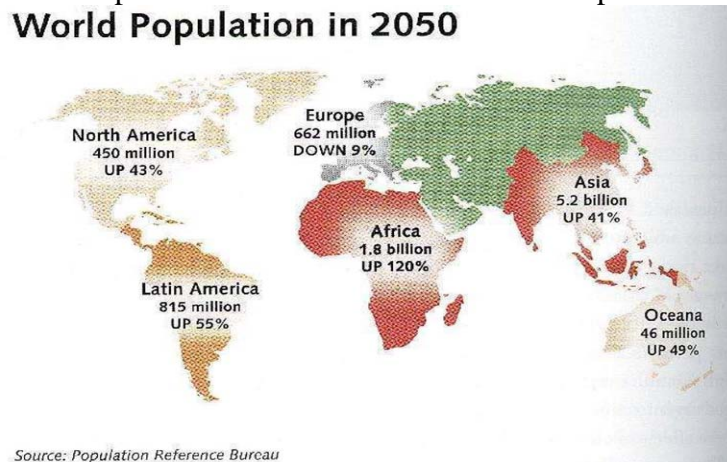 World Population in 2050
North America
450 million
UP 43%
Europe
662 million
DOWN 9%
Asia
5.2 billion
UP 41%
Africa
1.8 billion
UP 120%
Latin America
815 million
UP 55%
Oceana
46 million
UP 49%
Source: Population Reference Bureau